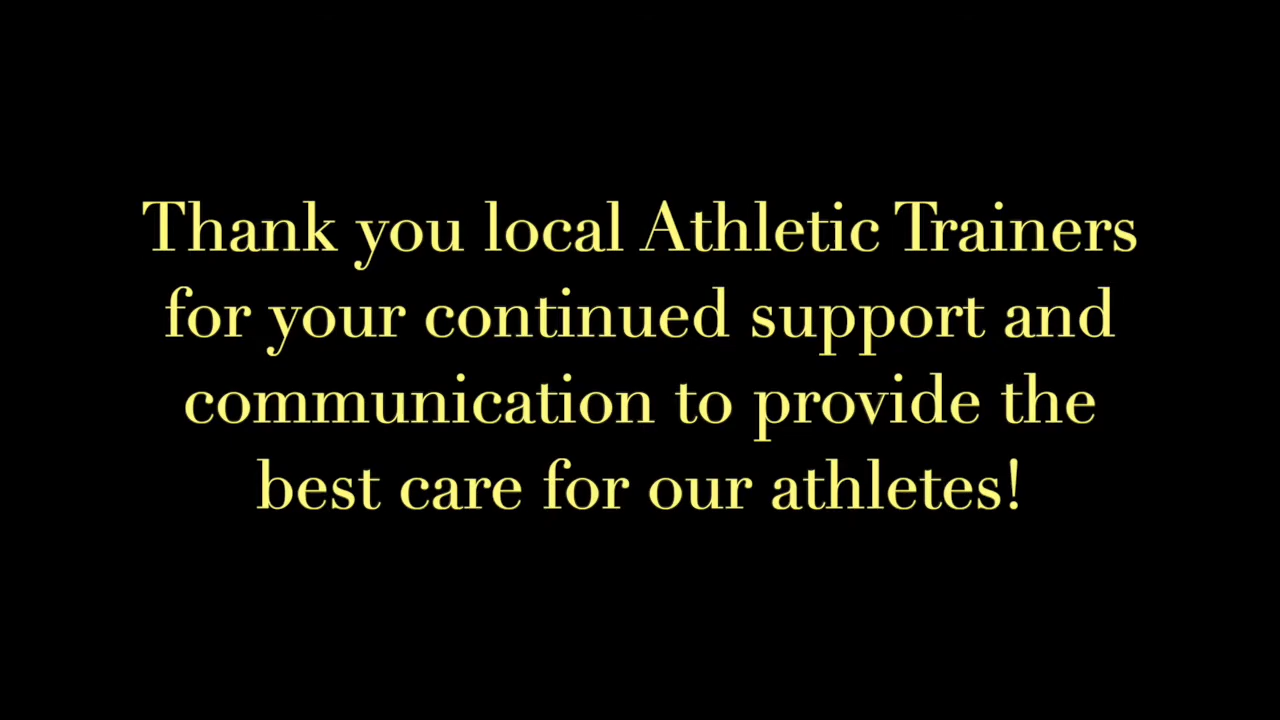 Thank you local Athletic Trainers
for your continued support and
communication to provide the
best care for our athletes!